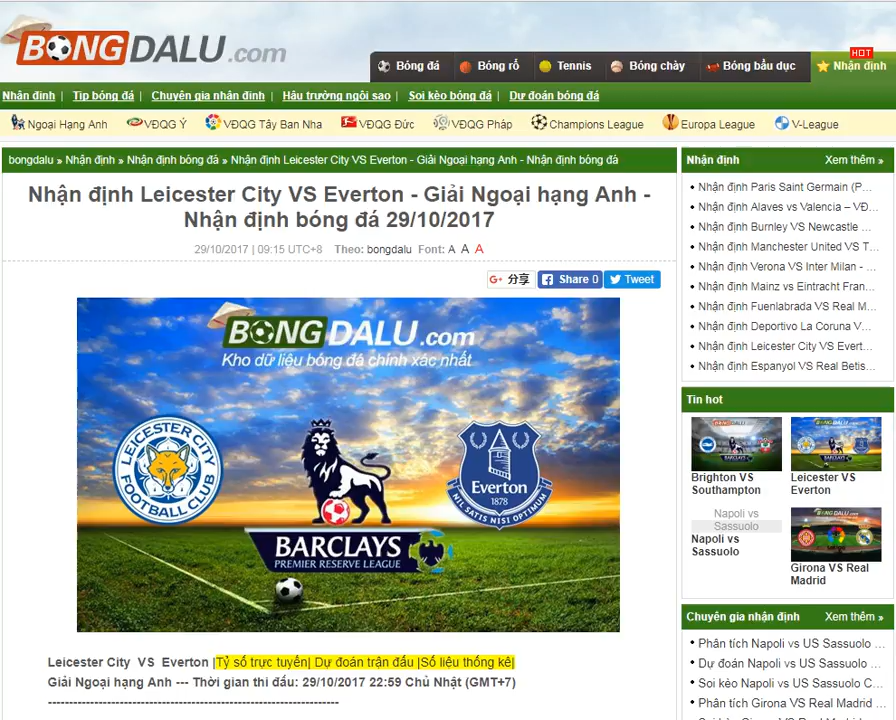 BONGDALU.com
Bóng đá
Bóng rổ
Tennis
Bóng chày
Bóng bầu dục
HOT
Nhận định
Nhận định | Tip bóng đá | Chuyên gia nhận định | Hậu trường ngôi sao | Soi kèo bóng đá | Dự đoán bóng đá
Ngoại Hạng Anh VĐQG Ý VĐQG Tây Ban Nha VĐQG Đức VĐQG Pháp Champions League Europa League V-League
bongdalu » Nhận định » Nhận định bóng đá » Nhận định Leicester City VS Everton - Giải Ngoại hạng Anh - Nhận định bóng đá
Nhận định Leicester City VS Everton - Giải Ngoại hạng Anh -
Nhận định bóng đá 29/10/2017
29/10/2017 | 09:15 UTC+8 Theo: bongdalu Font: A A A
G+ 分享 Share 0 Tweet
BONGDALU.com
Kho dữ liệu bóng đá chính xác nhất
LEICESTER CITY
FOOTBALL CLUB
Everton
1878
NIL SATIS NISI OPTIMUM
BARCLAYS
PREMIER RESERVE LEAGUE
Leicester City VS Everton |Tỷ số trực tuyến| Dự đoán trận đấu |Số liệu thống kê|
Giải Ngoại hạng Anh --- Thời gian thi đấu: 29/10/2017 22:59 Chủ Nhật (GMT+7)
----------------------------------------------------------------------
Nhận định Xem thêm »
Nhận định Paris Saint Germain (P...
Nhận định Alaves vs Valencia – VĐ...
Nhận định Burnley VS Newcastle ...
Nhận định Manchester United VS T...
Nhận định Verona VS Inter Milan - ...
Nhận định Mainz vs Eintracht Fran...
Nhận định Fuenlabrada VS Real M...
Nhận định Deportivo La Coruna V...
Nhận định Leicester City VS Evert...
Nhận định Espanyol VS Real Betis...
Tin hot
Brighton VS
Southampton
Leicester VS
Everton
Napoli vs
Sassuolo
Napoli vs
Sassuolo
Girona VS Real
Madrid
Chuyên gia nhận định Xem thêm »
Phân tích Napoli vs US Sassuolo ...
Dự đoán Napoli vs US Sassuolo ...
Soi kèo Napoli vs US Sassuolo C...
Phân tích Girona VS Real Madrid ...